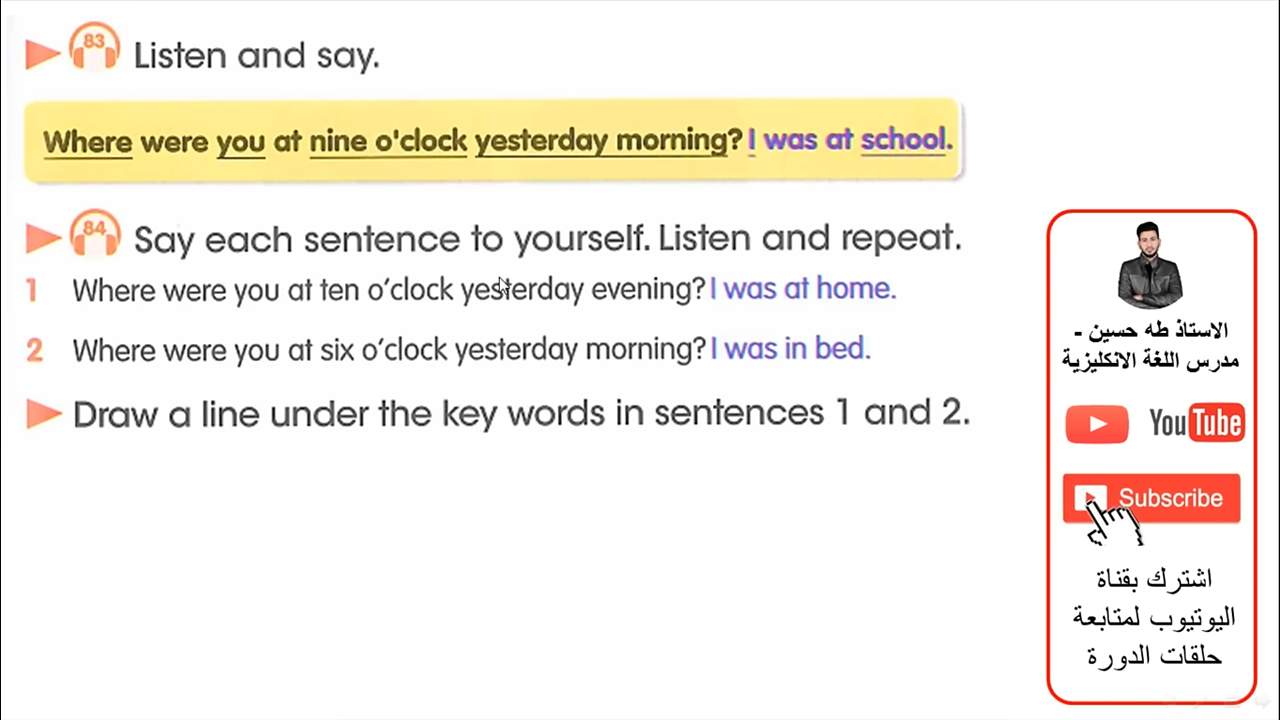 83 Listen and say.
Where were you at nine o'clock yesterday morning? I was at school.
84 Say each sentence to yourself. Listen and repeat.
1 Where were you at ten o'clock yesterday evening? I was at home.
2 Where were you at six o'clock yesterday morning? I was in bed.
Draw a line under the key words in sentences 1 and 2.
الاستاذ طه حسين -
مدرس اللغة الانكليزية
YouTube
Subscribe
اشترك بقناة
اليوتيوب لمتابعة
حلقات الدورة